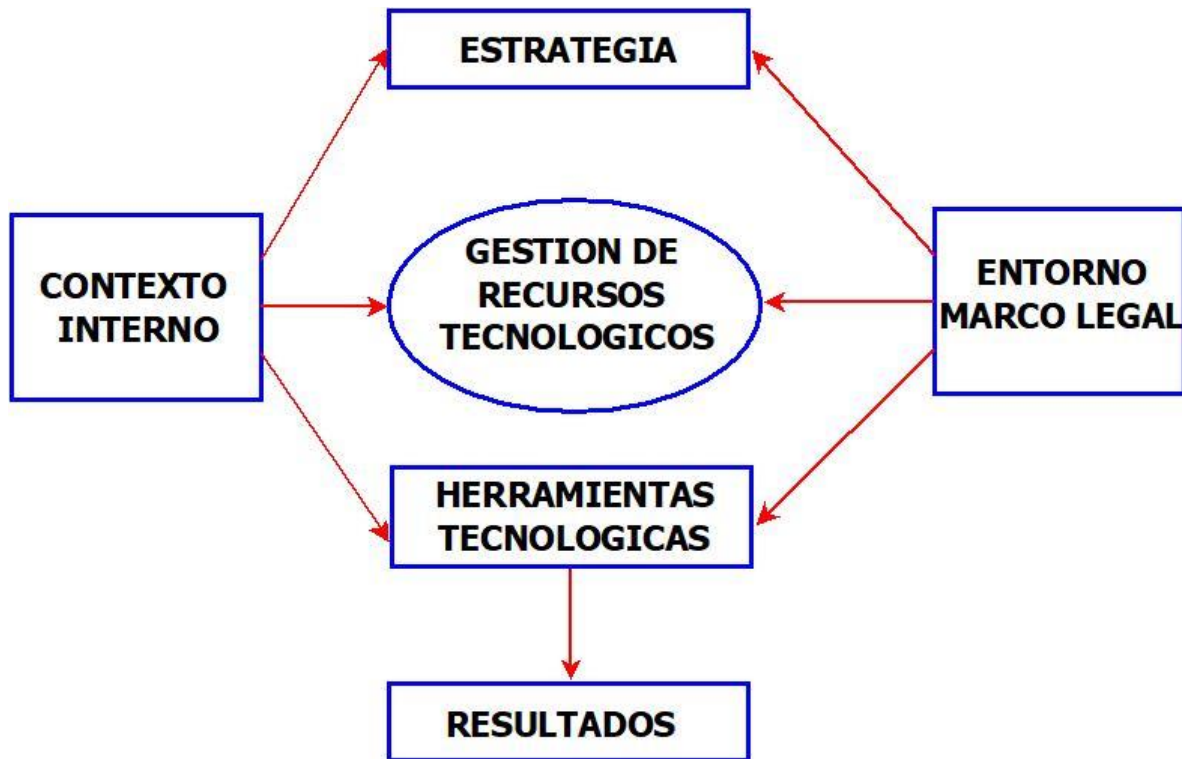 ESTRATEGIA
CONTEXTO
INTERNO
GESTION DE
RECURSOS
TECNOLOGICOS
ENTORNO
MARCO LEGAL
HERRAMIENTAS
TECNOLOGICAS
RESULTADOS